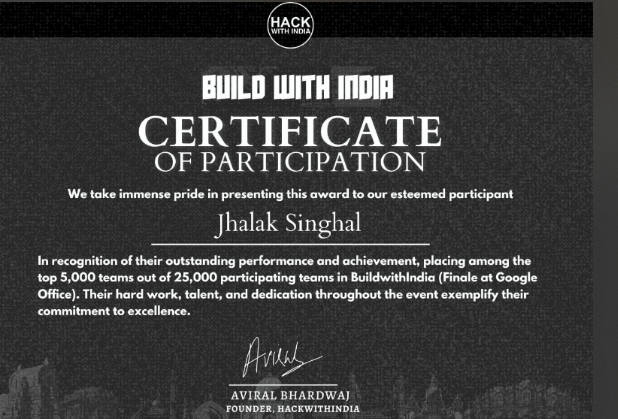 HACK
WITH INDIA
BUILD WITH INDIA
CERTIFICATE
OF PARTICIPATION
We take immense pride in presenting this award to our esteemed participant
Jhalak Singhal
In recognition of their outstanding performance and achievement, placing among the
top 5,000 teams out of 25,000 participating teams in BuildwithIndia (Finale at Google
Office). Their hard work, talent, and dedication throughout the event exemplify their
commitment to excellence.
Aviral
AVIRAL BHARDWAJ
FOUNDER, HACKWITHINDIA